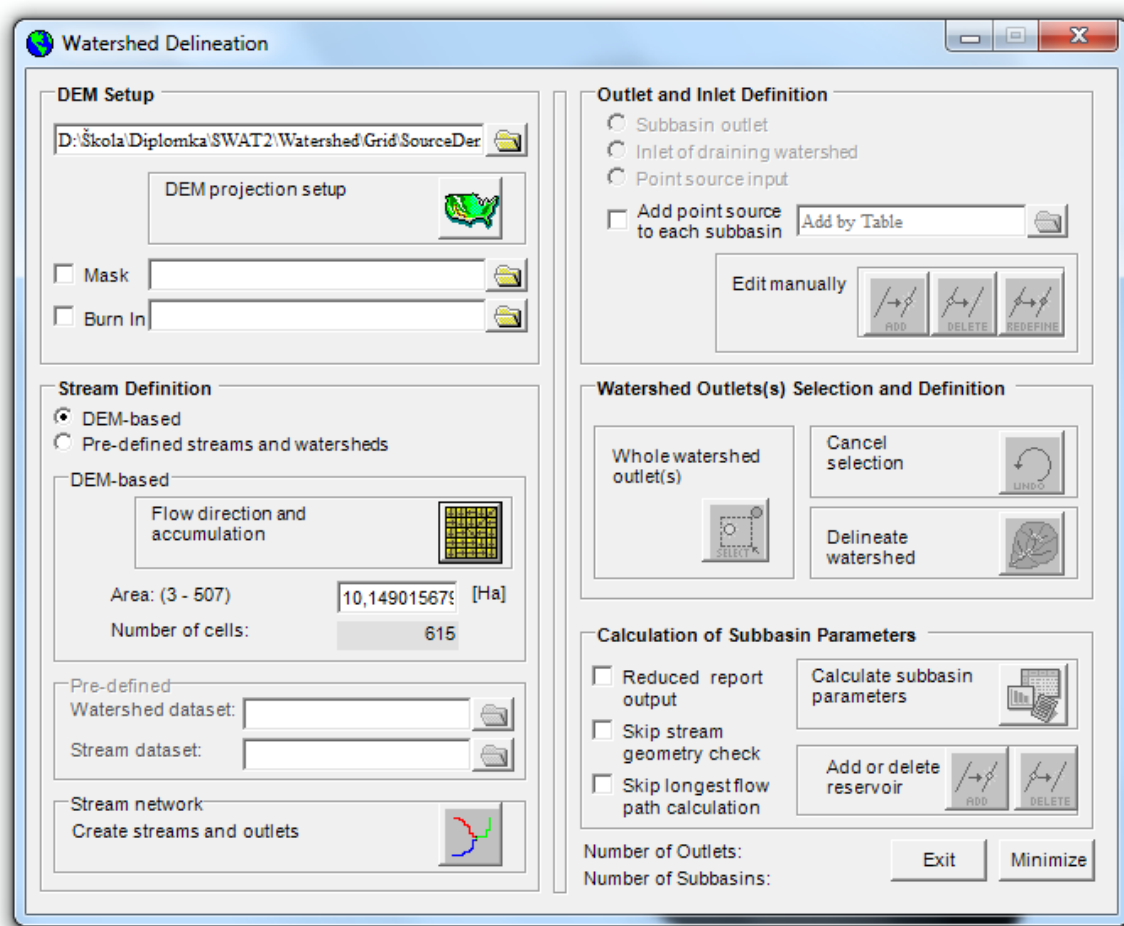 Watershed Delineation
DEM Setup
D:\Škola\Diplomka\SWAT2\Watershed\Grid\SourceDer
DEM projection setup
Mask
Burn In
Stream Definition
DEM-based
Pre-defined streams and watersheds
DEM-based
Flow direction and
accumulation
Area: (3 - 507)
10,149015679
[Ha]
Number of cells:
615
Pre-defined
Watershed dataset:
Stream dataset:
Stream network
Create streams and outlets
Outlet and Inlet Definition
Subbasin outlet
Inlet of draining watershed
Point source input
Add point source
to each subbasin
Add by Table
Edit manually
ADD
DELETE
REDEFINE
Watershed Outlets(s) Selection and Definition
Whole watershed
outlet(s)
SELECT
Cancel
selection
UNDO
Delineate
watershed
Calculation of Subbasin Parameters
Reduced report
output
Skip stream
geometry check
Skip longest flow
path calculation
Calculate subbasin
parameters
Add or delete
reservoir
ADD
DELETE
Number of Outlets:
Number of Subbasins:
Exit
Minimize